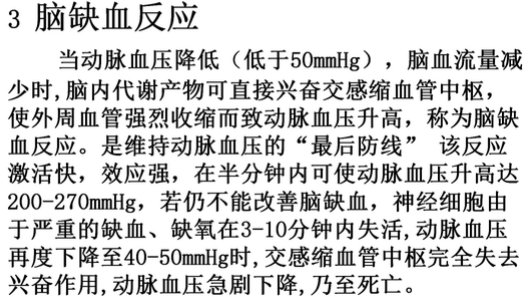 3 脑缺血反应
当动脉血压降低（低于50mmHg），脑血流量减
少时,脑内代谢产物可直接兴奋交感缩血管中枢，
使外周血管强烈收缩而致动脉血压升高，称为脑缺
血反应。是维持动脉血压的“最后防线” 该反应
激活快，效应强，在半分钟内可使动脉血压升高达
200-270mmHg，若仍不能改善脑缺血，神经细胞由
于严重的缺血、缺氧在3-10分钟内失活,动脉血压
再度下降至40-50mmHg时,交感缩血管中枢完全失去
兴奋作用,动脉血压急剧下降,乃至死亡。